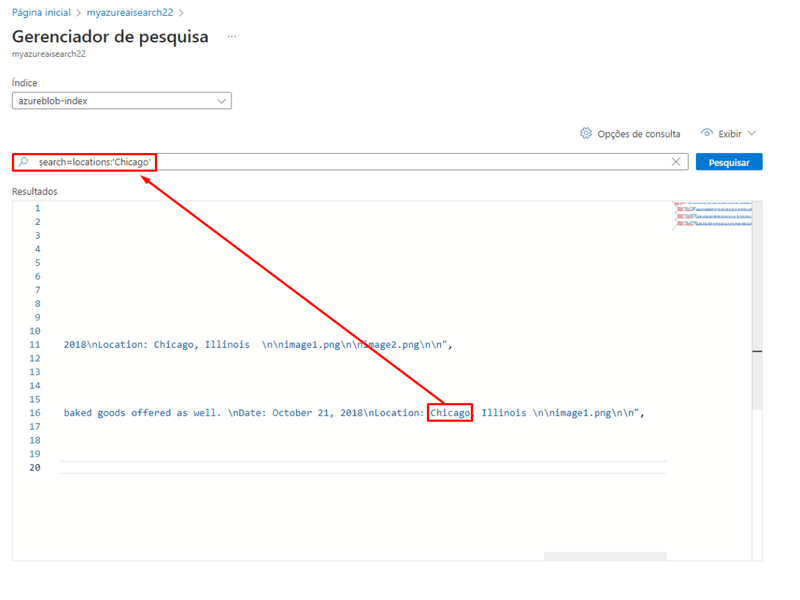 Página inicial > myazureaisearch22 >
Gerenciador de pesquisa ...
myazureaisearch22
Índice
azureblob-index
Opções de consulta Exibir
search=locations:'Chicago' Pesquisar
Resultados
1
2
3
4
5
6
7
8
9
10
11 2018\nLocation: Chicago, Illinois \n\nimage1.png\n\nimage2.png\n\n",
12
13
14
15
16 baked goods offered as well. \nDate: October 21, 2018\nLocation: Chicago, Illinois \n\nimage1.png\n\n",
17
18
19
20